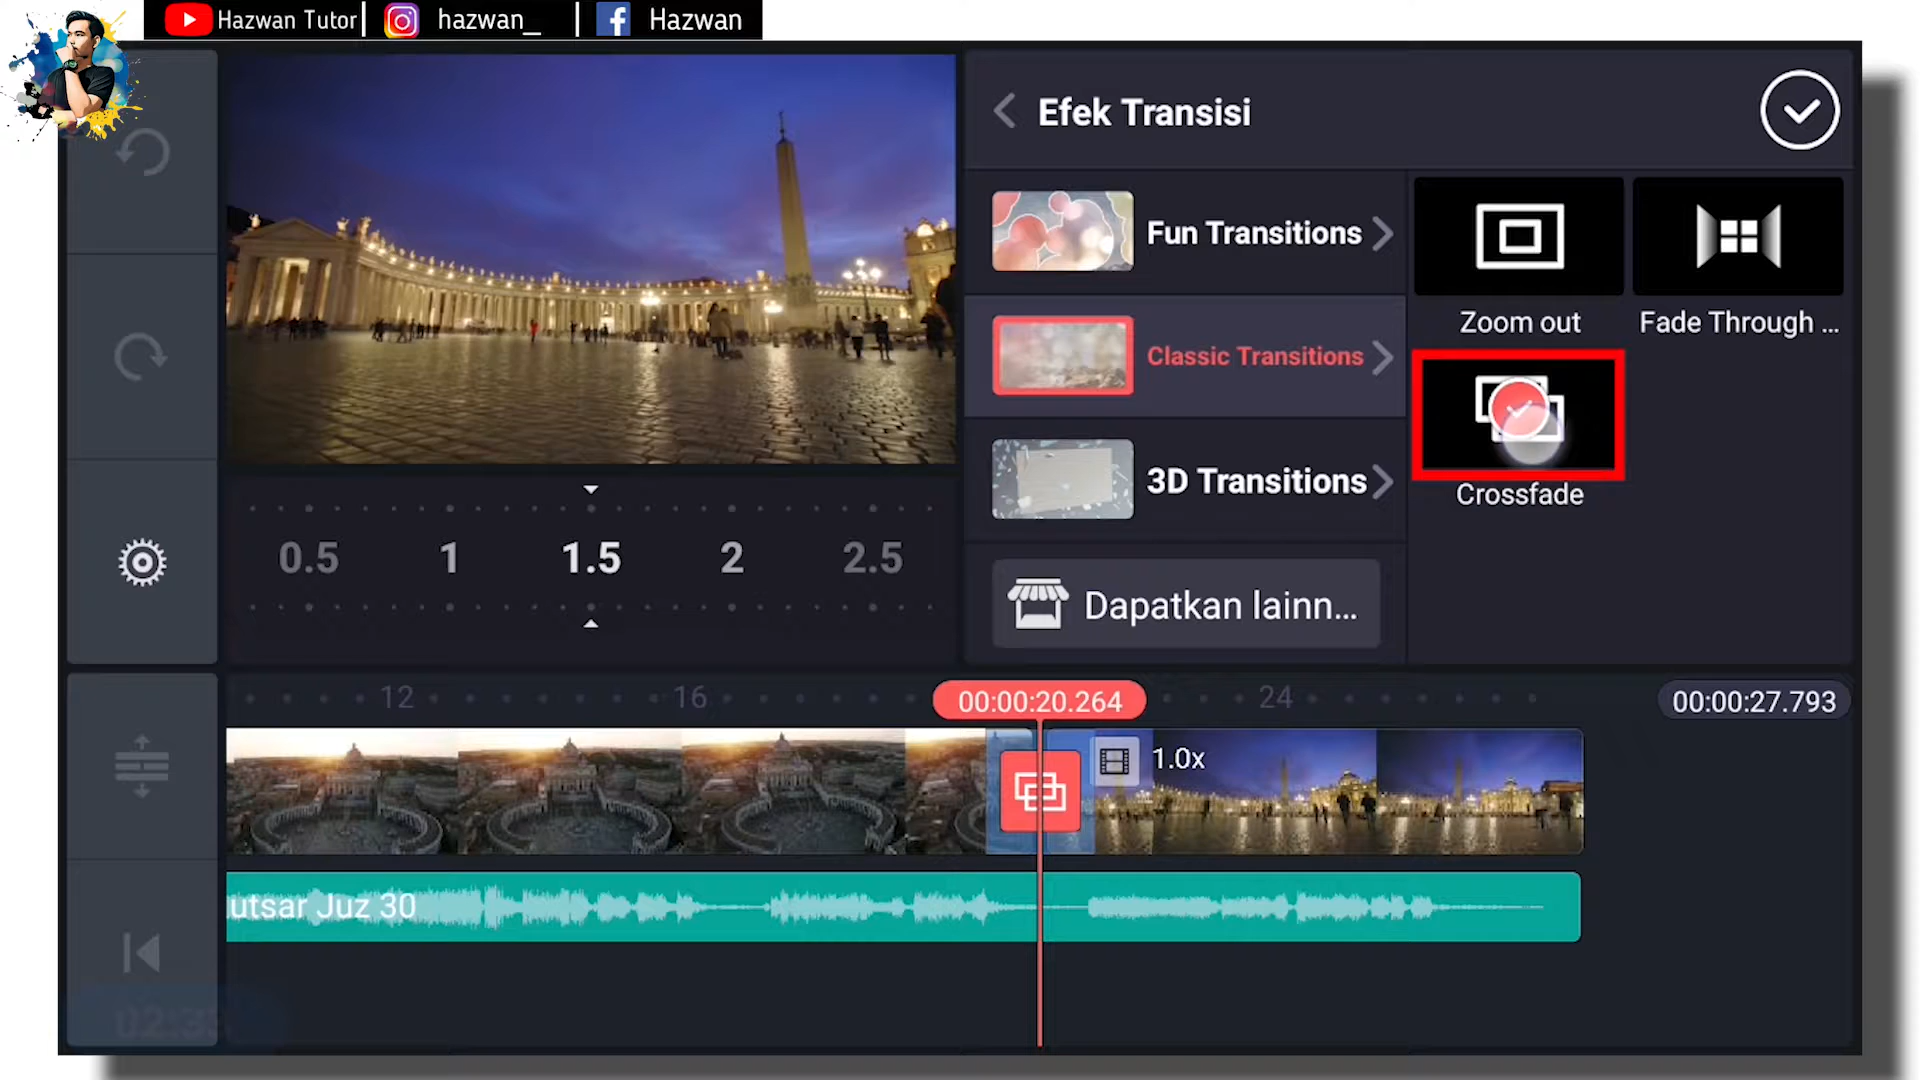 Hazwan Tutor | hazwan_ | Hazwan
Efek Transisi
Fun Transitions
Zoom out
Fade Through ...
Classic Transitions
Crossfade
3D Transitions
Dapatkan lainn...
0.5 1 1.5 2 2.5
12 16 00:00:20.264 24 00:00:27.793
1.0x
utsar Juz 30